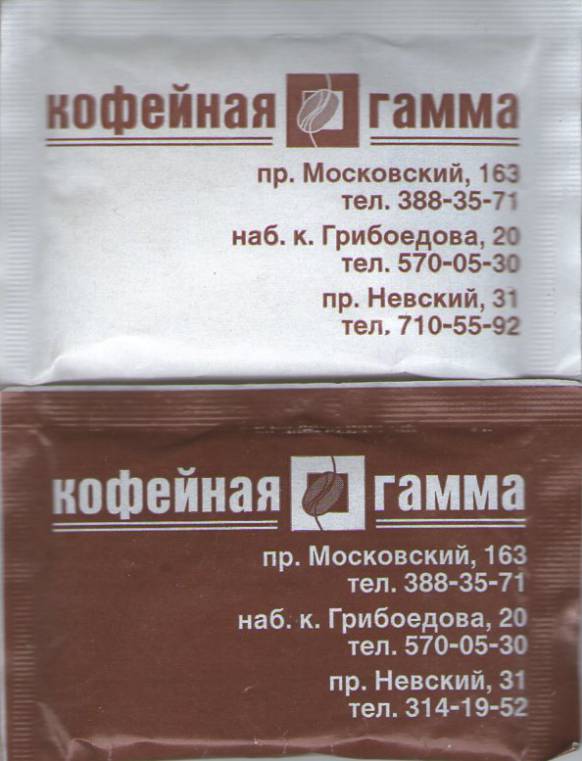 кофейная гамма
пр. Московский, 163
тел. 388-35-71
наб. к. Грибоедова, 20
тел. 570-05-30
пр. Невский, 31
тел. 710-55-92
кофейная гамма
пр. Московский, 163
тел. 388-35-71
наб. к. Грибоедова, 20
тел. 570-05-30
пр. Невский, 31
тел. 314-19-52